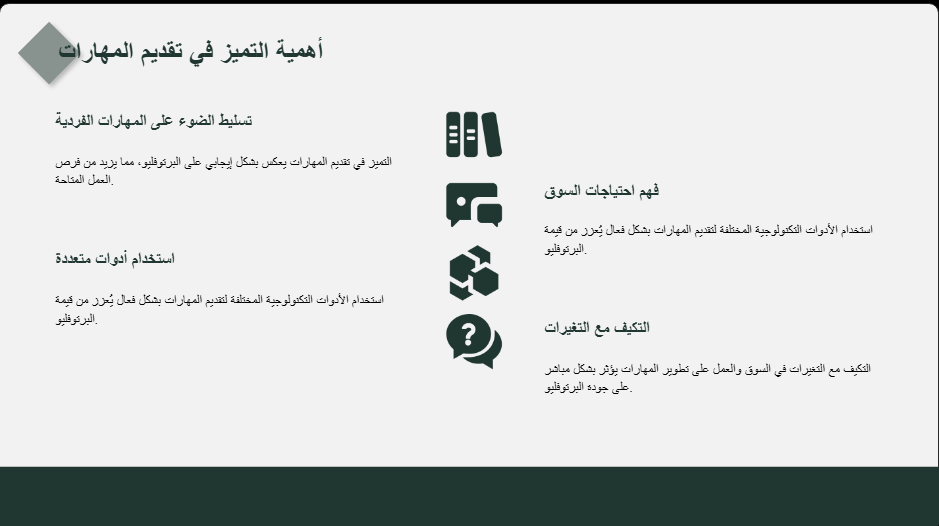 أهمية التميز في تقديم المهارات
تسليط الضوء على المهارات الفردية
التميز في تقديم المهارات يعكس بشكل إيجابي على البرتوفليو، مما يزيد من فرص
العمل المتاحة.
فهم احتياجات السوق
استخدام الأدوات التكنولوجية المختلفة لتقديم المهارات بشكل فعال يُعزز من قيمة
البرتوفليو.
استخدام أدوات متعددة
استخدام الأدوات التكنولوجية المختلفة لتقديم المهارات بشكل فعال يُعزز من قيمة
البرتوفليو.
?
التكيف مع التغيرات
التكيف مع التغيرات في السوق والعمل على تطوير المهارات يؤثر بشكل مباشر
على جودة البرتوفليو.